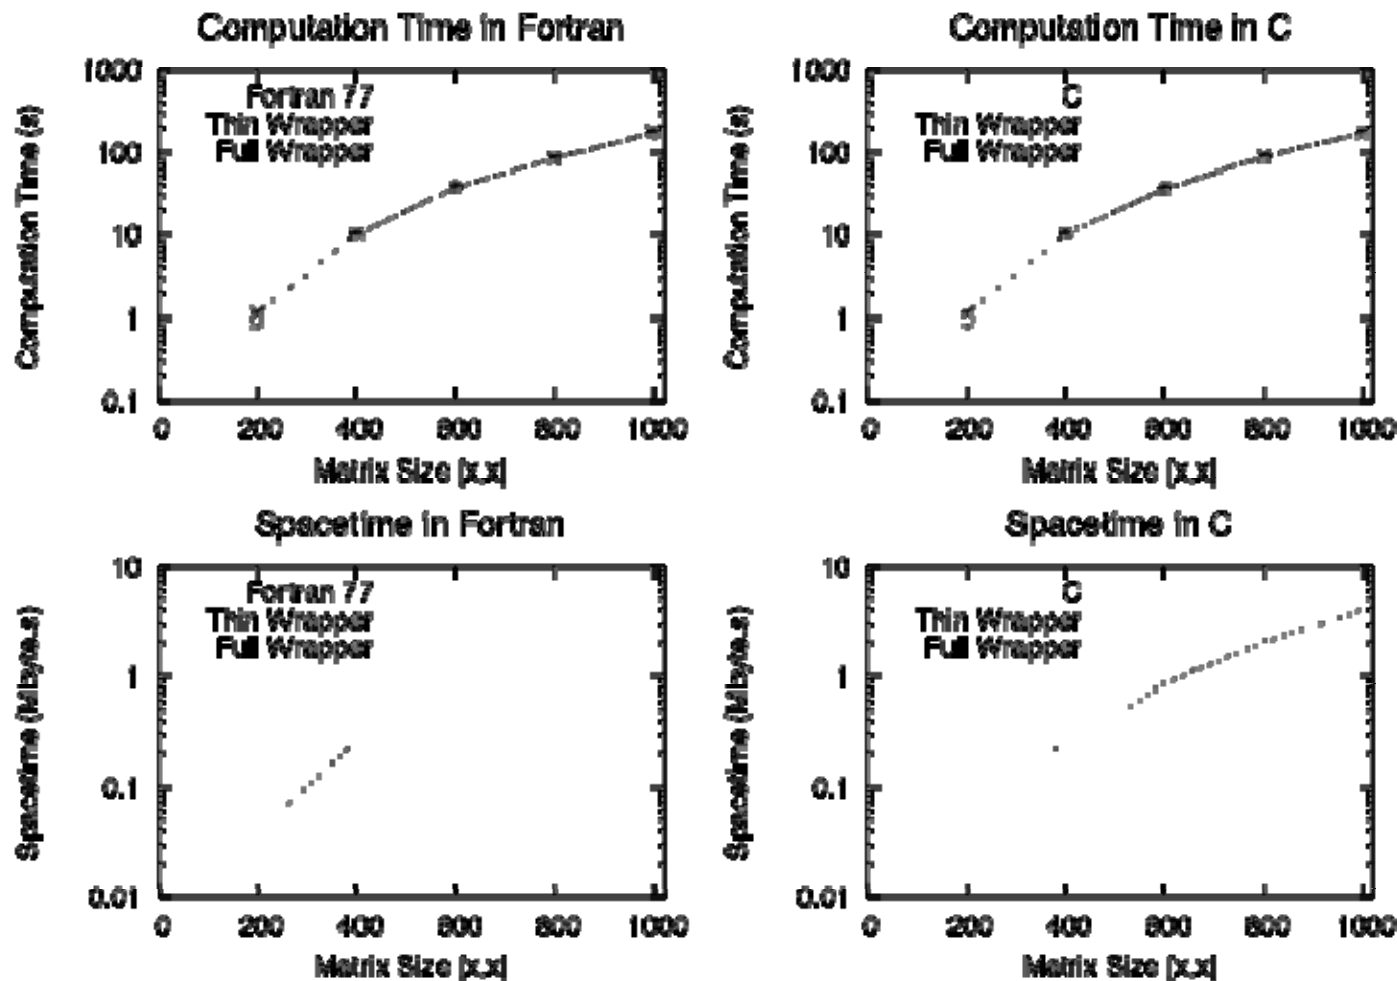 Computation Time in Fortran
Computation Time (s)
1000
100
10
1
0.1
Fortran 77
Thin Wrapper
Full Wrapper
0 200 400 600 800 1000
Matrix Size [x,x]
Computation Time in C
Computation Time (s)
1000
100
10
1
0.1
C
Thin Wrapper
Full Wrapper
0 200 400 600 800 1000
Matrix Size [x,x]
Spacetime in Fortran
Spacetime (Mbyte.s)
10
1
0.1
0.01
Fortran 77
Thin Wrapper
Full Wrapper
0 200 400 600 800 1000
Matrix Size [x,x]
Spacetime in C
Spacetime (Mbyte.s)
10
1
0.1
0.01
C
Thin Wrapper
Full Wrapper
0 200 400 600 800 1000
Matrix Size [x,x]